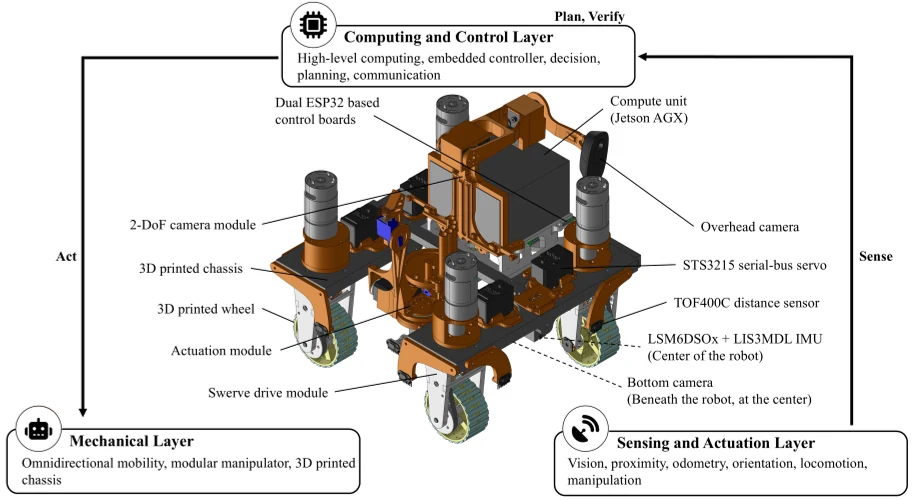 Plan, Verify
Computing and Control Layer
High-level computing, embedded controller, decision,
planning, communication
Dual ESP32 based
control boards
Compute unit
(Jetson AGX)
2-DoF camera module
Overhead camera
Act
Sense
3D printed chassis
STS3215 serial-bus servo
3D printed wheel
TOF400C distance sensor
Actuation module
LSM6DSOx + LIS3MDL IMU
(Center of the robot)
Swerve drive module
Bottom camera
(Beneath the robot, at the center)
Mechanical Layer
Omnidirectional mobility, modular manipulator, 3D printed
chassis
Sensing and Actuation Layer
Vision, proximity, odometry, orientation, locomotion,
manipulation